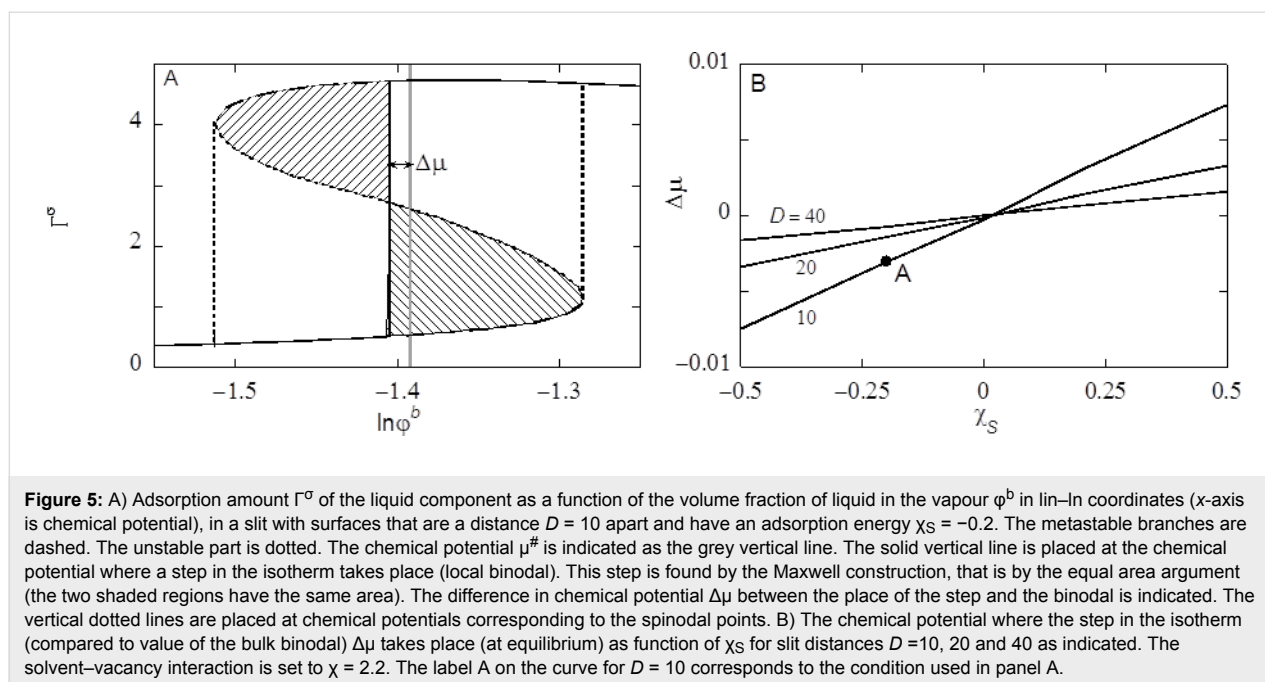 A
4
2
0
Γσ
Δμ
−1.5
−1.4
−1.3
lnφb
B
0.01
0
−0.01
Δμ
D = 40
20
10
A
−0.5
−0.25
0
0.25
0.5
χS
Figure 5: A) Adsorption amount Γσ of the liquid component as a function of the volume fraction of liquid in the vapour φb in lin–ln coordinates (x-axis
is chemical potential), in a slit with surfaces that are a distance D = 10 apart and have an adsorption energy χS = −0.2. The metastable branches are
dashed. The unstable part is dotted. The chemical potential μ# is indicated as the grey vertical line. The solid vertical line is placed at the chemical
potential where a step in the isotherm takes place (local binodal). This step is found by the Maxwell construction, that is by the equal area argument
(the two shaded regions have the same area). The difference in chemical potential Δμ between the place of the step and the binodal is indicated. The
vertical dotted lines are placed at chemical potentials corresponding to the spinodal points. B) The chemical potential where the step in the isotherm
(compared to value of the bulk binodal) Δμ takes place (at equilibrium) as function of χS for slit distances D =10, 20 and 40 as indicated. The
solvent–vacancy interaction is set to χ = 2.2. The label A on the curve for D = 10 corresponds to the condition used in panel A.